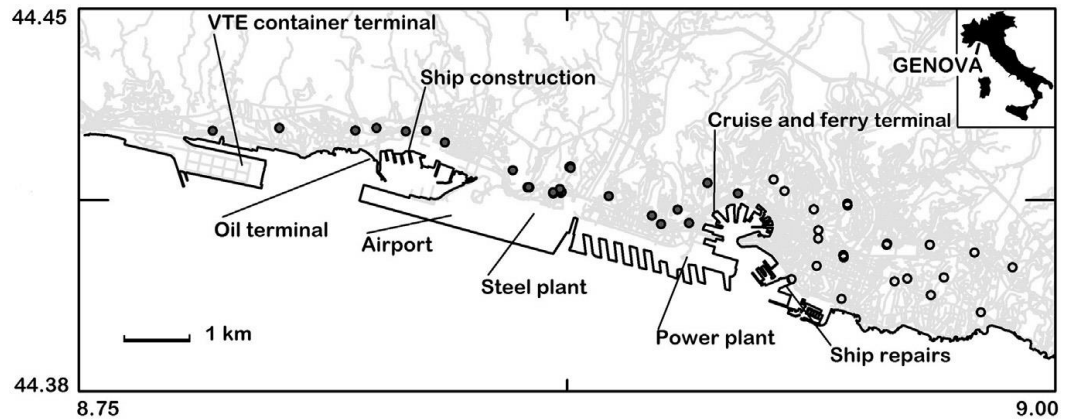 44.45
VTE container terminal
GENOVA
Ship construction
Cruise and ferry terminal
Oil terminal
Airport
Steel plant
1 km
Power plant
Ship repairs
44.38
8.75
9.00